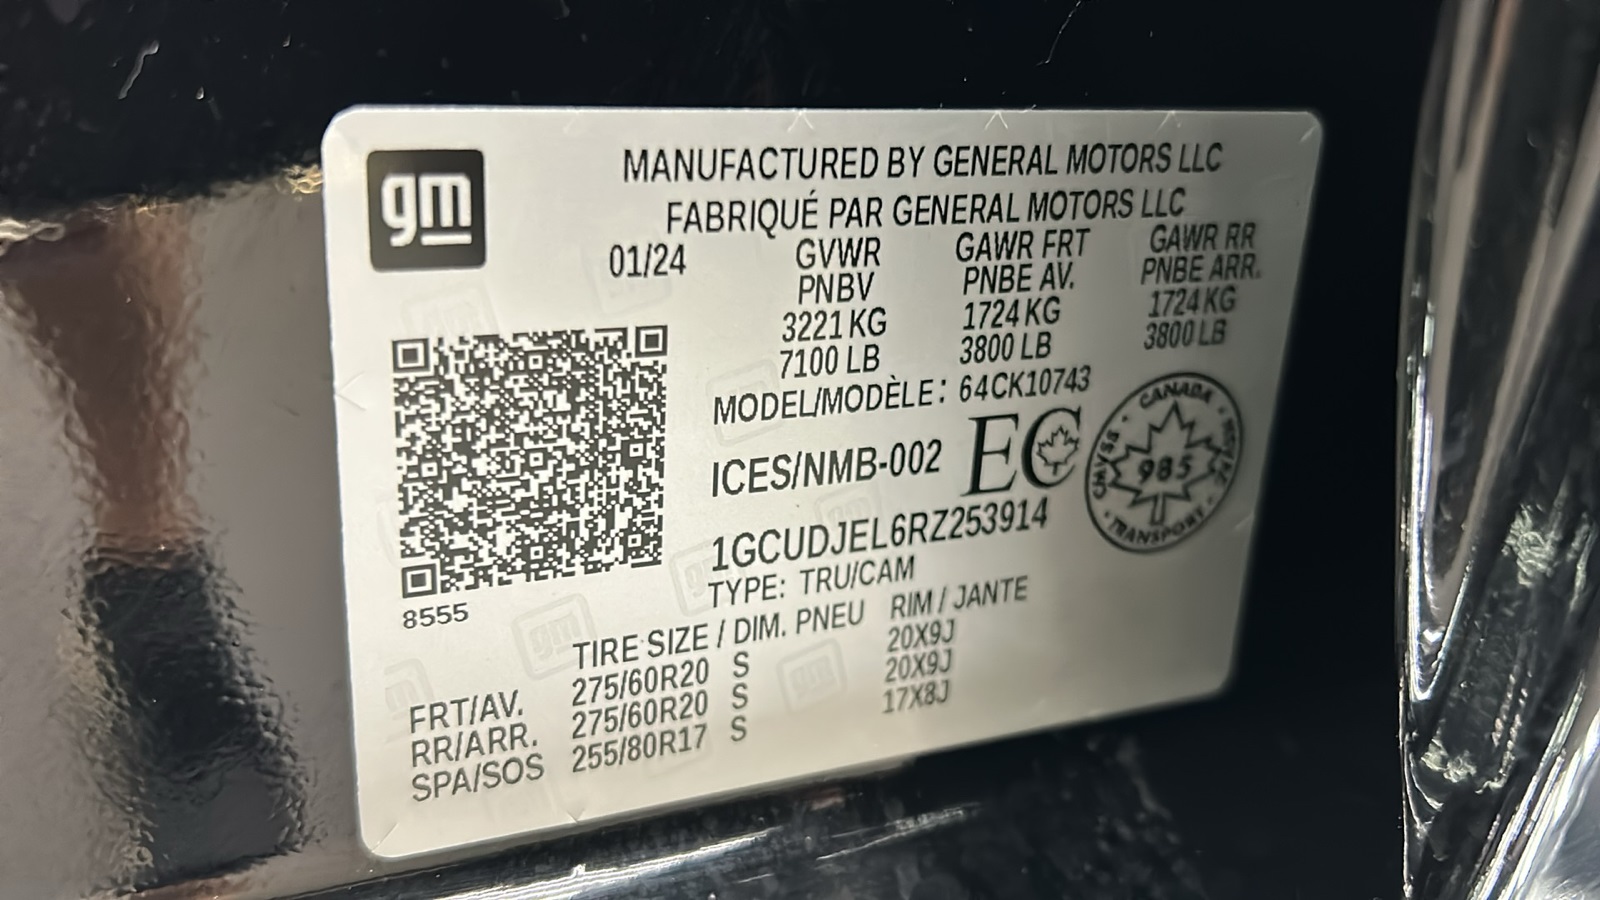 gm
MANUFACTURED BY GENERAL MOTORS LLC
FABRIQUÉ PAR GENERAL MOTORS LLC
01/24 GVWR GAWR FRT GAWR RR
PNBV PNBE AV. PNBE ARR.
3221 KG 1724 KG 1724 KG
7100 LB 3800 LB 3800 LB
MODEL/MODÈLE: 64CK10743
ICES/NMB-002 EC
CANADA
985
TRANSPORT
1GCUDJEL6RZ253914
TYPE: TRU/CAM
8555
TIRE SIZE / DIM. PNEU RIM / JANTE
FRT/AV. 275/60R20 S 20X9J
RR/ARR. 275/60R20 S 20X9J
SPA/SOS 255/80R17 S 17X8J